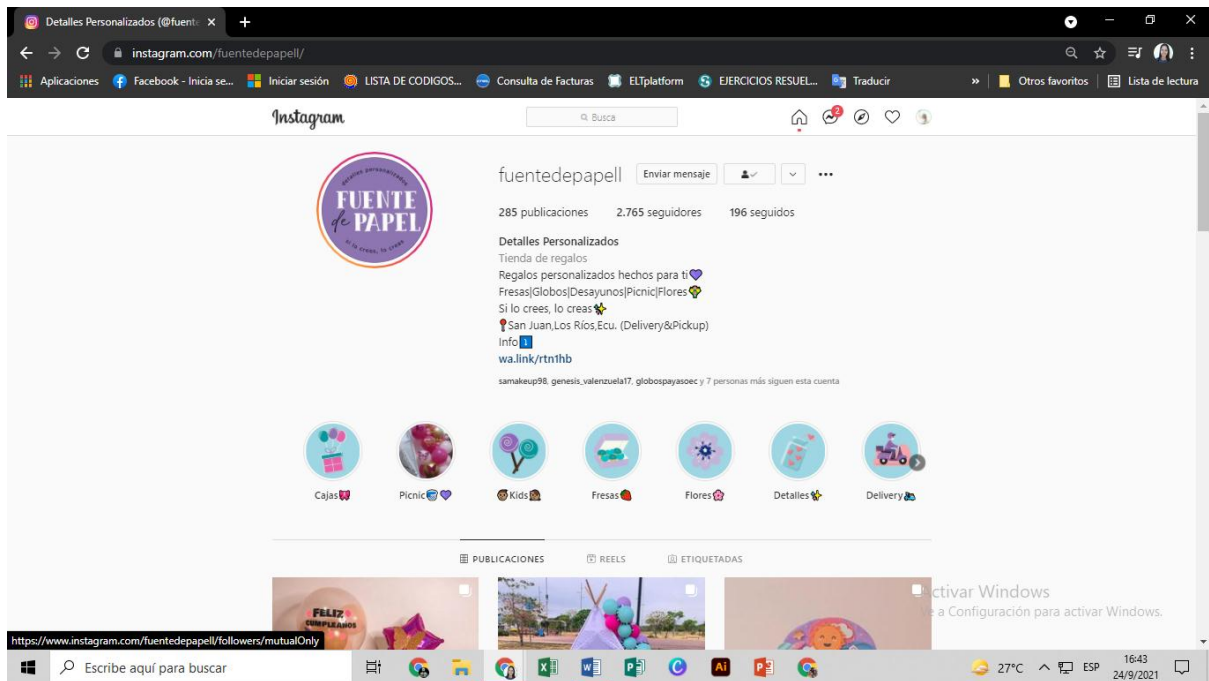 Detalles Personalizados (@fuente
instagram.com/fuentedepapell/
Aplicaciones Facebook - Inicia se... Iniciar sesión LISTA DE CODIGOS... Consulta de Facturas ELTplatform EJERCICIOS RESUEL... Traducir » Otros favoritos Lista de lectura
Instagram Busca 2
detalles personalizados
FUENTE
de PAPEL
si lo crees, lo creas
fuentedepapell Enviar mensaje
285 publicaciones 2.765 seguidores 196 seguidos
Detalles Personalizados
Tienda de regalos
Regalos personalizados hechos para ti💜
Fresas|Globos|Desayunos|Picnic|Flores💐
Si lo crees, lo creas✨
📍San Juan,Los Ríos,Ecu. (Delivery&Pickup)
Info⤵️
wa.link/rtn1hb
samakeup98, genesis_valenzuela17, globospayasoec y 7 personas más siguen esta cuenta
Cajas Picnic Kids Fresas Flores Detalles Delivery
PUBLICACIONES REELS ETIQUETADAS
FELIZ
CUMPLEAÑOS
Activar Windows
Ve a Configuración para activar Windows.
https://www.instagram.com/fuentedepapell/followers/mutualOnly
Escribe aquí para buscar 27°C ESP 16:43
24/9/2021